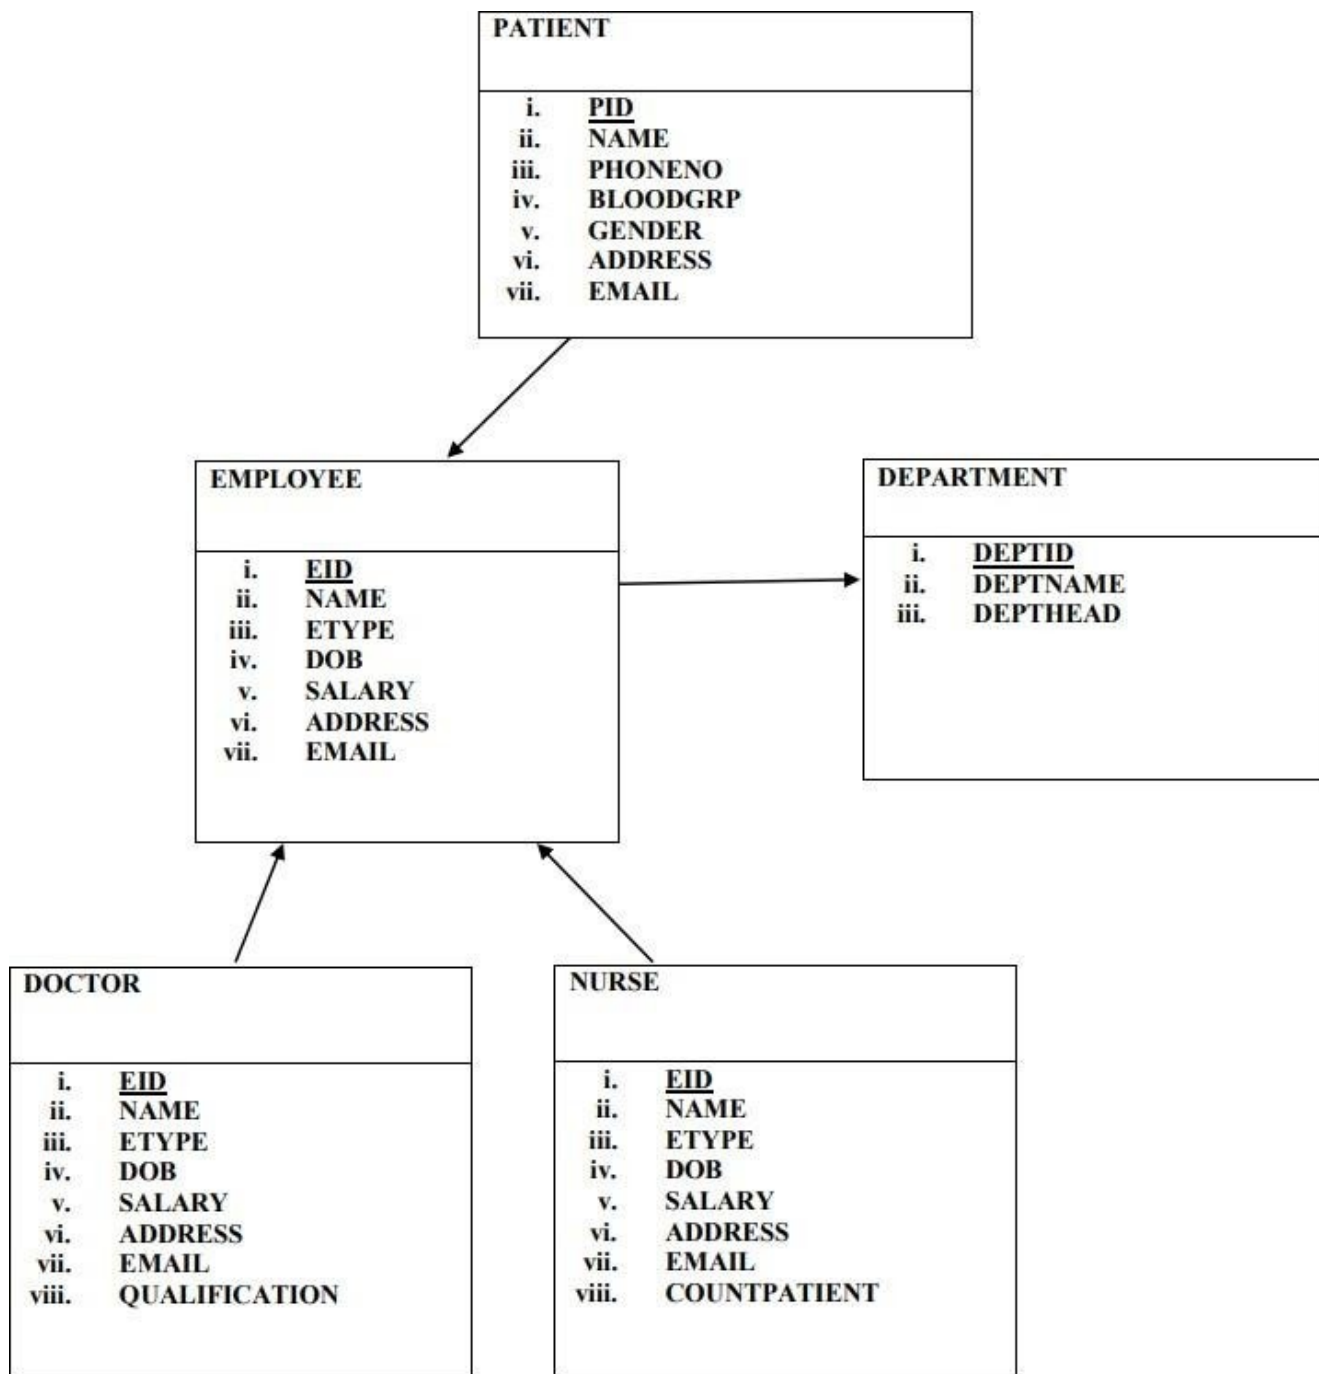 PATIENT
i. PID
ii. NAME
iii. PHONENO
iv. BLOODGRP
v. GENDER
vi. ADDRESS
vii. EMAIL
EMPLOYEE
i. EID
ii. NAME
iii. ETYPE
iv. DOB
v. SALARY
vi. ADDRESS
vii. EMAIL
DEPARTMENT
i. DEPTID
ii. DEPTNAME
iii. DEPTHEAD
DOCTOR
i. EID
ii. NAME
iii. ETYPE
iv. DOB
v. SALARY
vi. ADDRESS
vii. EMAIL
viii. QUALIFICATION
NURSE
i. EID
ii. NAME
iii. ETYPE
iv. DOB
v. SALARY
vi. ADDRESS
vii. EMAIL
viii. COUNTPATIENT